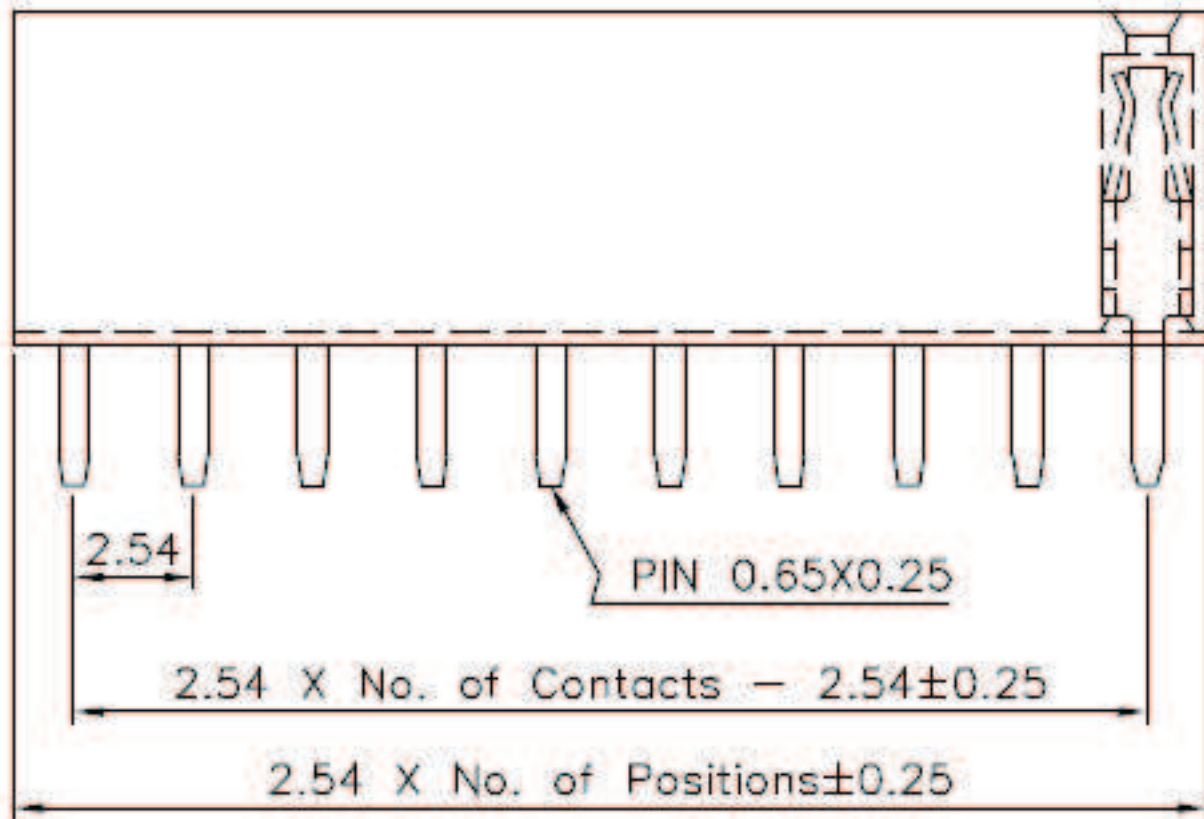 2.54
PIN 0.65X0.25
2.54 X No. of Contacts – 2.54±0.25
2.54 X No. of Positions±0.25